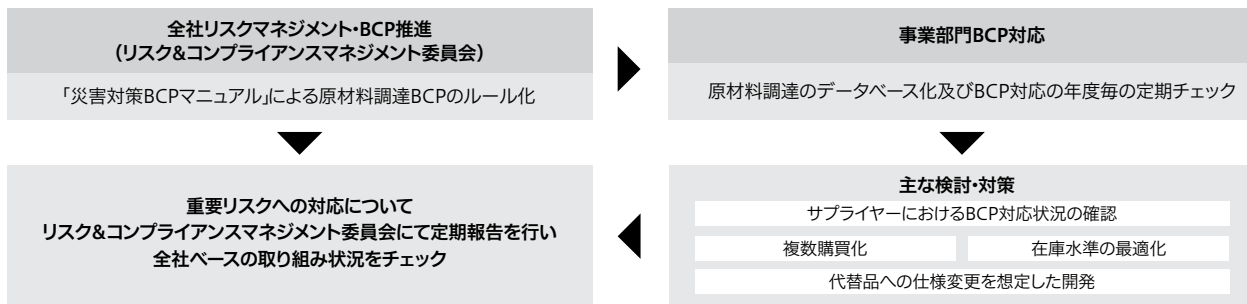 全社リスクマネジメント・BCP推進
（リスク&コンプライアンスマネジメント委員会）
「災害対策BCPマニュアル」による原材料調達BCPのルール化
事業部門BCP対応
原材料調達のデータベース化及びBCP対応の年度毎の定期チェック
重要リスクへの対応について
リスク&コンプライアンスマネジメント委員会にて定期報告を行い
全社ベースの取り組み状況をチェック
主な検討・対策
サプライヤーにおけるBCP対応状況の確認
複数購買化
在庫水準の最適化
代替品への仕様変更を想定した開発